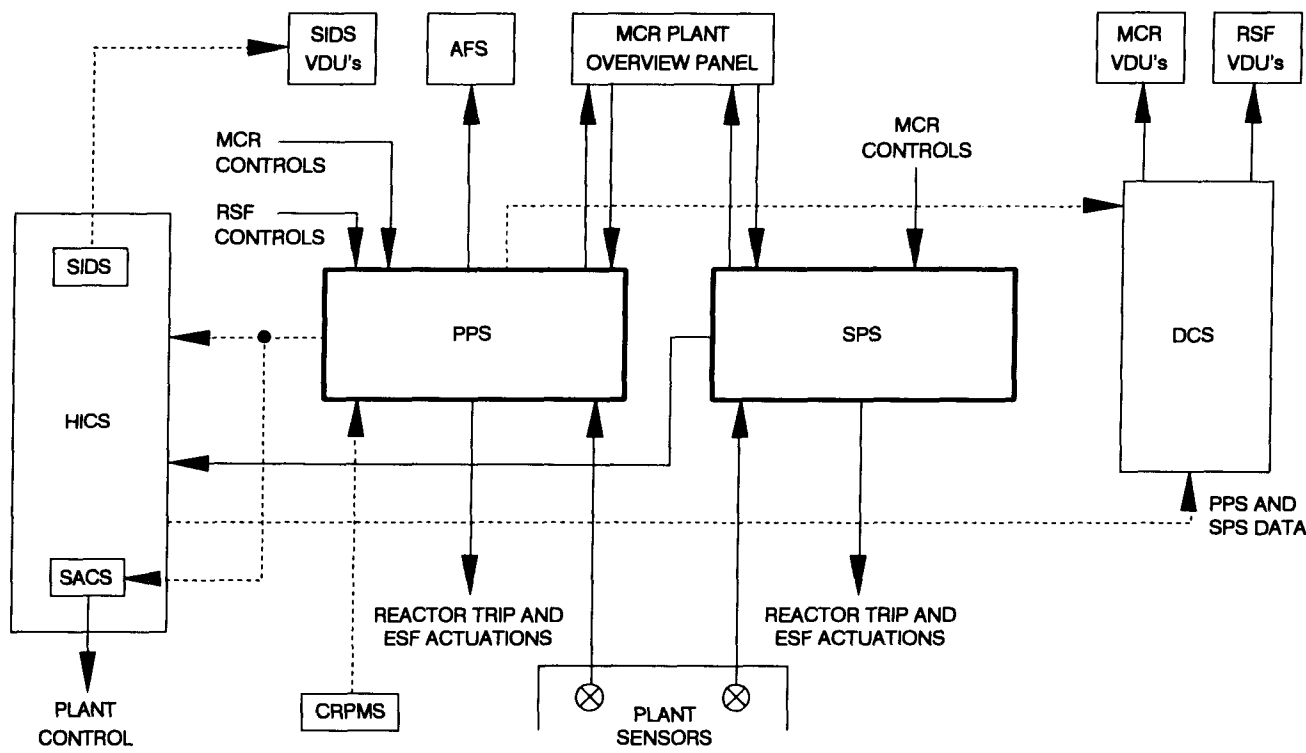 SIDS
VDU's
AFS
MCR PLANT
OVERVIEW PANEL
MCR
VDU's
RSF
VDU's
MCR
CONTROLS
RSF
CONTROLS
MCR
CONTROLS
SIDS
PPS
SPS
DCS
HICS
PPS AND
SPS DATA
SACS
REACTOR TRIP AND
ESF ACTUATIONS
REACTOR TRIP AND
ESF ACTUATIONS
PLANT
CONTROL
CRPMS
PLANT
SENSORS